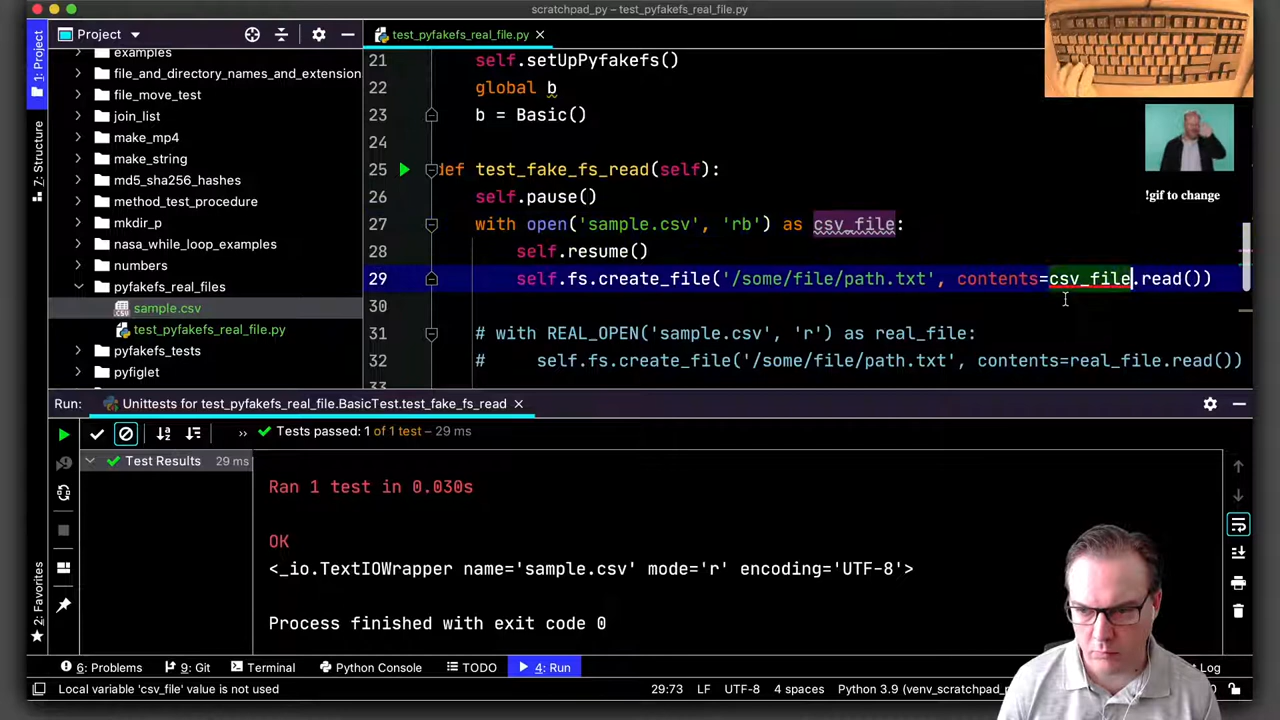 scratchpad_py – test_pyfakefs_real_file.py
Project
test_pyfakefs_real_file.py
1: Project
7: Structure
2: Favorites
examples
file_and_directory_names_and_extension
file_move_test
join_list
make_mp4
make_string
md5_sha256_hashes
method_test_procedure
mkdir_p
nasa_while_loop_examples
numbers
pyfakefs_real_files
sample.csv
test_pyfakefs_real_file.py
pyfakefs_tests
pyfiglet
21 self.setUpPyfakefs()
22 global b
23 b = Basic()
24
25 def test_fake_fs_read(self):
26 self.pause()
27 with open('sample.csv', 'rb') as csv_file:
28 self.resume()
29 self.fs.create_file('/some/file/path.txt', contents=csv_file.read())
30
31 # with REAL_OPEN('sample.csv', 'r') as real_file:
32 #     self.fs.create_file('/some/file/path.txt', contents=real_file.read())
33
!gif to change
Run: Unittests for test_pyfakefs_real_file.BasicTest.test_fake_fs_read
» Tests passed: 1 of 1 test – 29 ms
Test Results 29 ms
Ran 1 test in 0.030s
OK
<_io.TextIOWrapper name='sample.csv' mode='r' encoding='UTF-8'>
Process finished with exit code 0
6: Problems 9: Git Terminal Python Console TODO 4: Run Log
Local variable 'csv_file' value is not used 29:73 LF UTF-8 4 spaces Python 3.9 (venv_scratchpad_